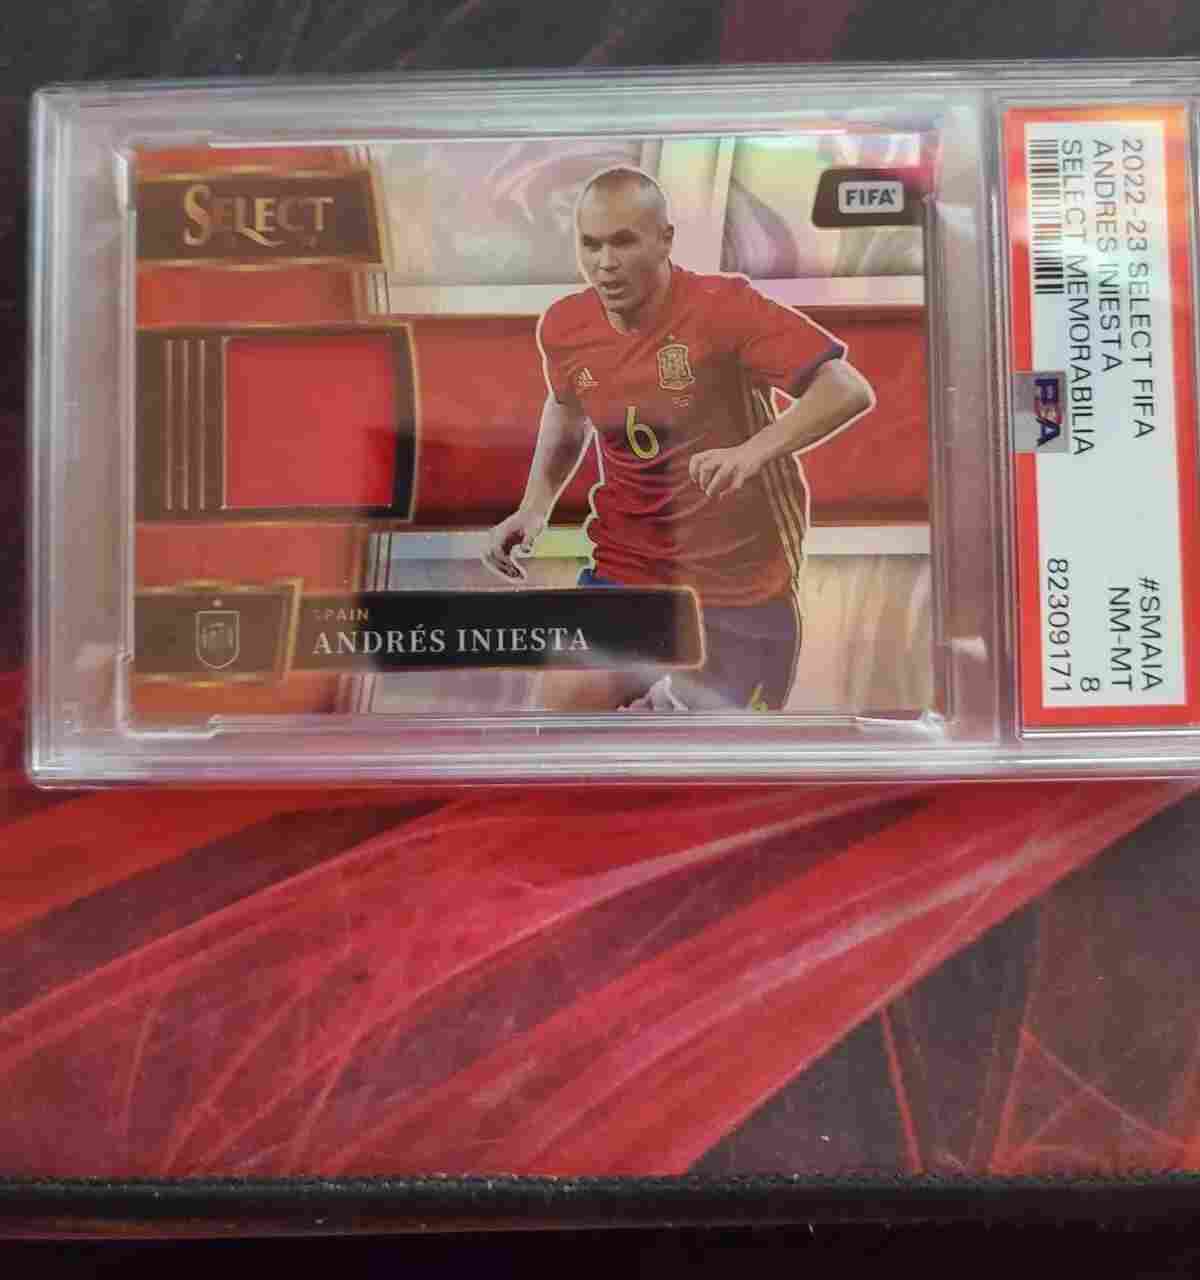 SELECT
FIFA
6
SPAIN
ANDRÉS INIESTA
6
2022-23 SELECT FIFA #SMAIA
ANDRES INIESTA NM-MT
SELECT MEMORABILIA 8
PSA 82309171